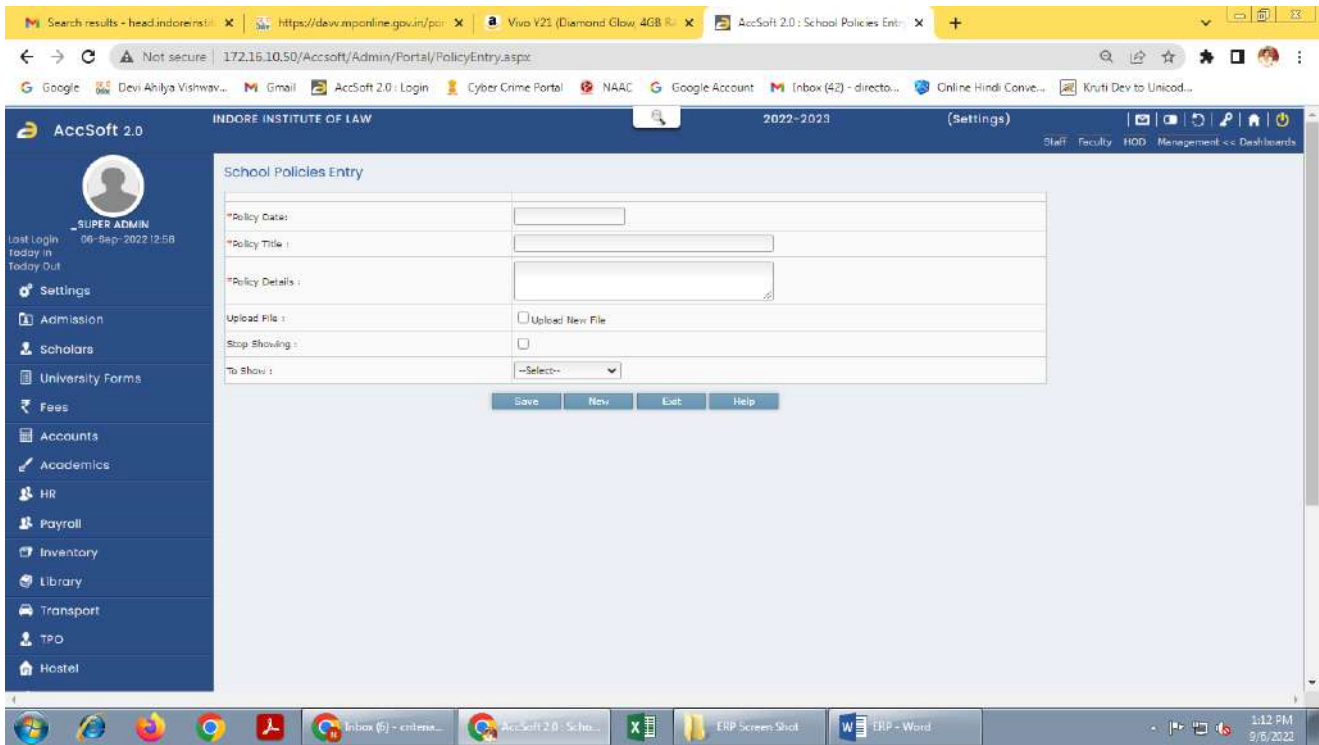 Search results - head.indoreinstit
https://davv.mponline.gov.in/por
Vivo Y21 (Diamond Glow, 4GB RA
AccSoft 2.0 : School Policies Entry
Not secure | 172.16.10.50/Accsoft/Admin/Portal/PolicyEntry.aspx
Google
Devi Ahilya Vishwav...
Gmail
AccSoft 2.0 : Login
Cyber Crime Portal
NAAC
Google Account
Inbox (42) - directo...
Online Hindi Conve...
Kruti Dev to Unicod...
AccSoft 2.0
INDORE INSTITUTE OF LAW
2022-2023
(Settings)
Staff Faculty HOD Management << Dashboards
_SUPER ADMIN
Last Login 06-Sep-2022 12:58
Today In
Today Out
Settings
Admission
Scholars
University Forms
Fees
Accounts
Academics
HR
Payroll
Inventory
Library
Transport
TPO
Hostel
School Policies Entry
*Policy Date:
*Policy Title :
*Policy Details :
Upload File :
Upload New File
Stop Showing :
To Show :
--Select--
Save New Exit Help
Inbox (6) - criteria...
AccSoft 2.0 : Scho...
ERP Screen Shot
ERP - Word
1:12 PM
9/6/2022